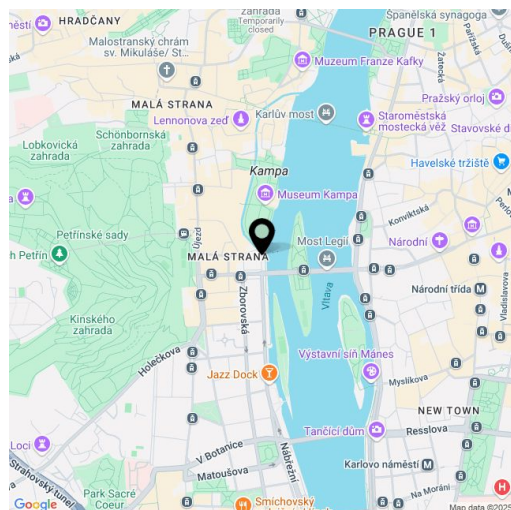 HRADČANY
Zahrada
Temporarily
closed
Španělská synagoga
PRAGUE 1
Malostranský chrám
sv. Mikuláše/ St...
Muzeum Franze Kafky
Pařížská
Žatecká
Pražský orloj
MALÁ STRANA
Lennonova zeď
Karlův most
Staroměstská
mostecká věž
Stavovské di
Schönbornská
zahrada
Lobkovická
zahrada
Kampa
Havelské tržiště
Museum Kampa
Konviktská
Petřínské sady
h Petřín
Újezd
MALÁ STRANA
Most Legií
Národní
Zborovská
Vltava
Národní třída
Vladislavova
Kinského
zahrada
Holečkova
Výstavní síň Mánes
Jazz Dock
Myslíkova
NEW TOWN
Tančící dům
Resslova
Loci
V Botanice
Matoušova
Nábřežní
Karlovo náměstí
Strahovský tunel
Park Sacré
Coeur
Smíchovský
Na Moráni
Google
Map data ©2025